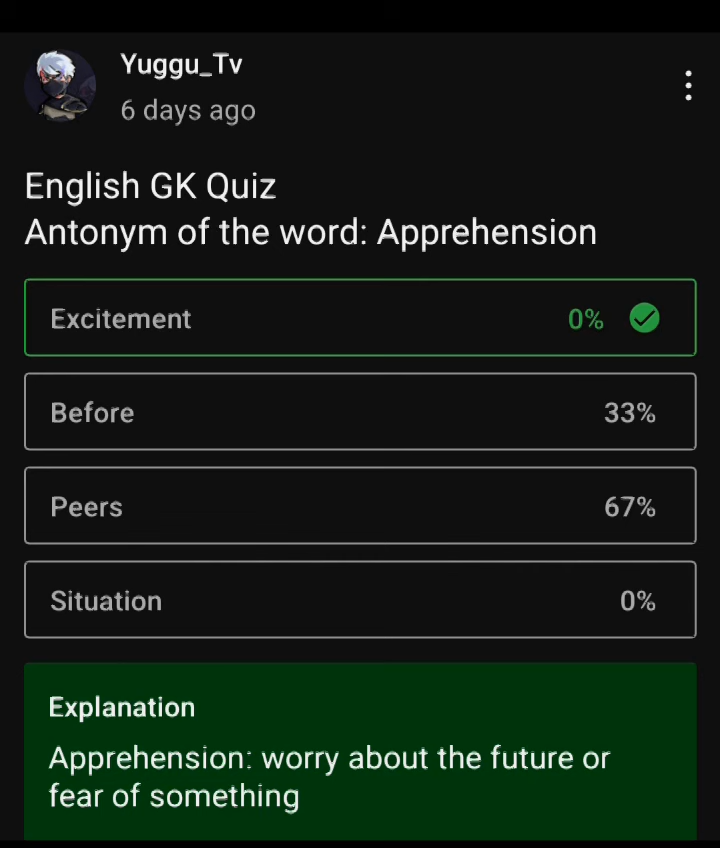 Yuggu_Tv
6 days ago
English GK Quiz
Antonym of the word: Apprehension
Excitement 0%
Before 33%
Peers 67%
Situation 0%
Explanation
Apprehension: worry about the future or
fear of something